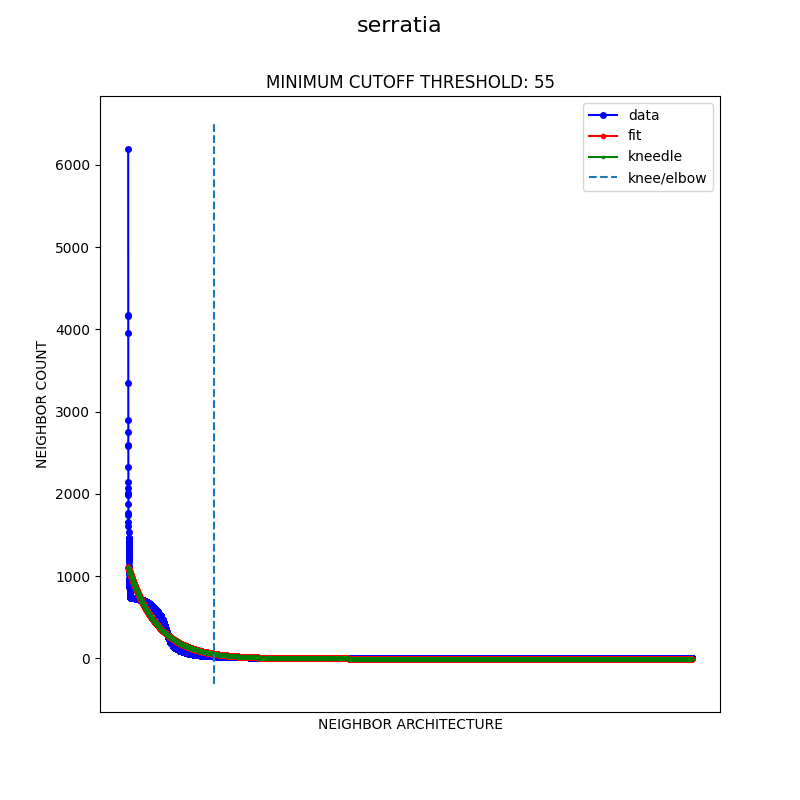 serratia
MINIMUM CUTOFF THRESHOLD: 55
data
fit
kneedle
knee/elbow
6000
5000
4000
3000
2000
1000
0
NEIGHBOR COUNT
NEIGHBOR ARCHITECTURE